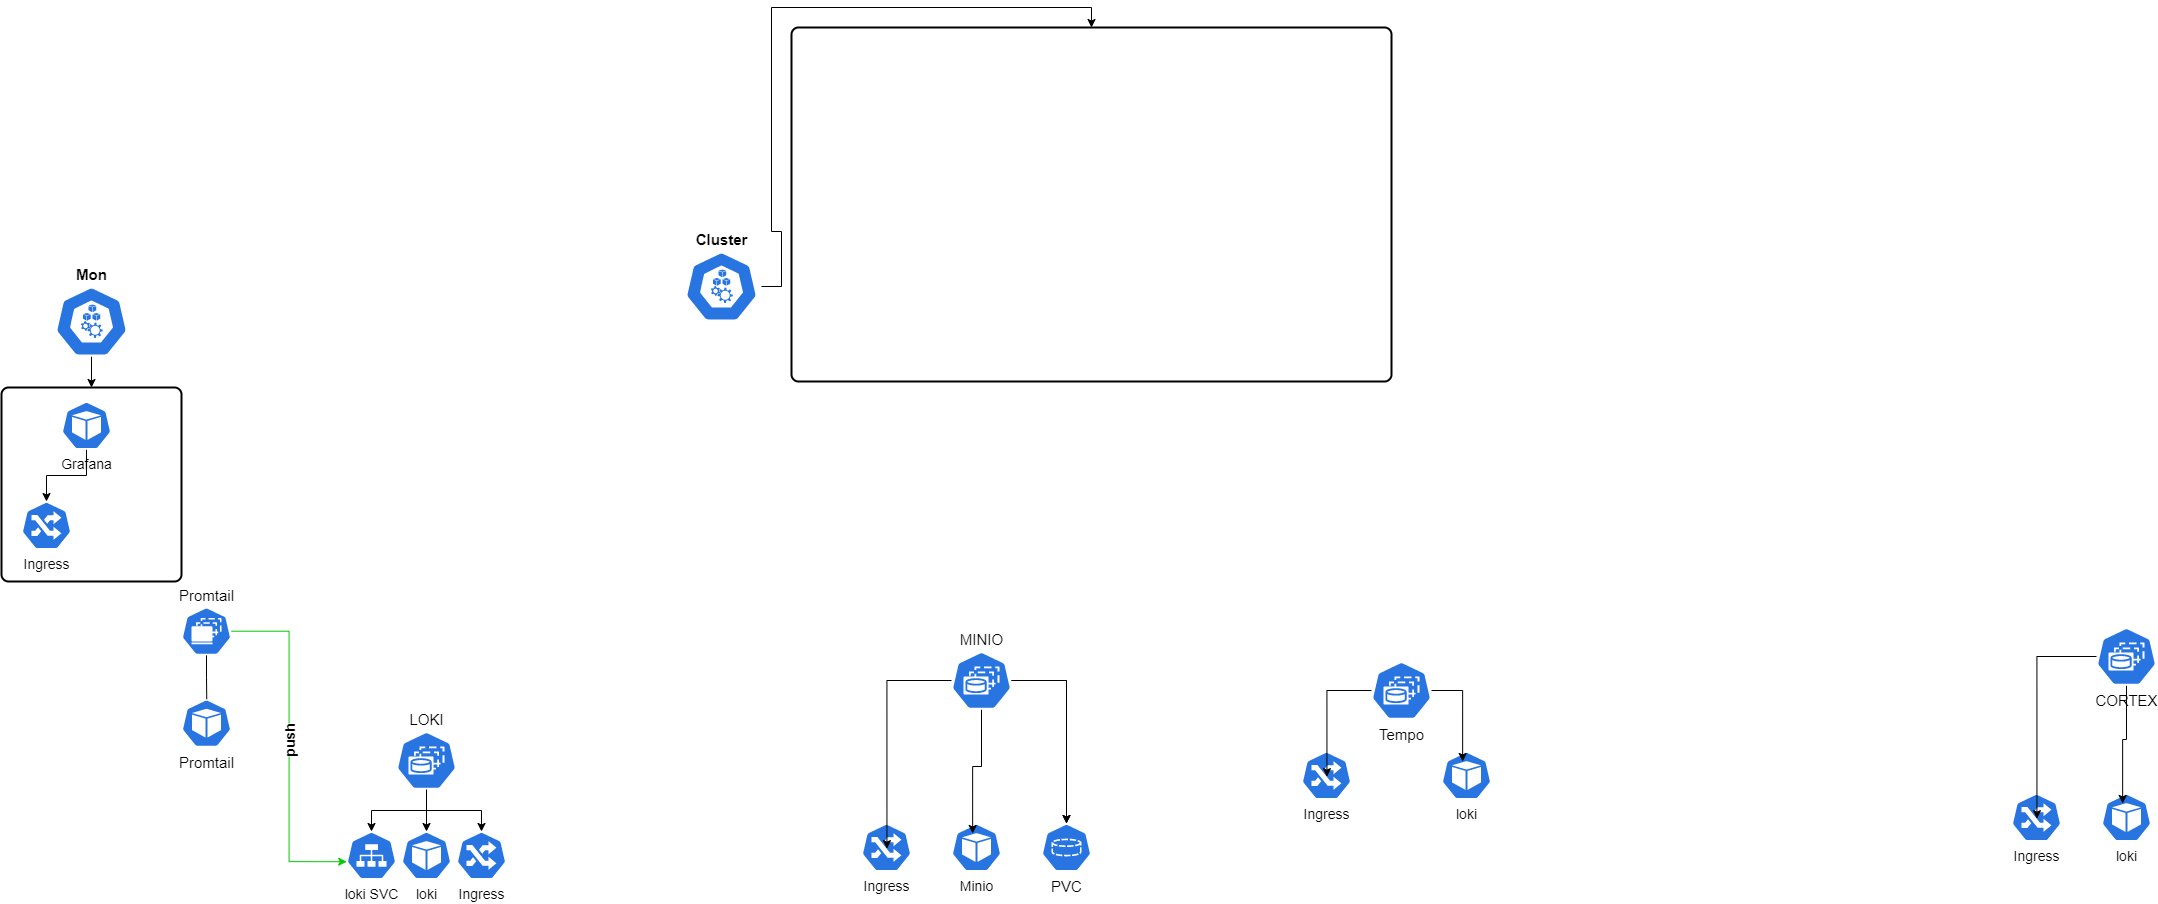 Cluster
Mon
Grafana
Ingress
Promtail
Promtail
push
LOKI
loki SVC
loki
Ingress
MINIO
Ingress
Minio
PVC
Tempo
Ingress
loki
CORTEX
Ingress
loki